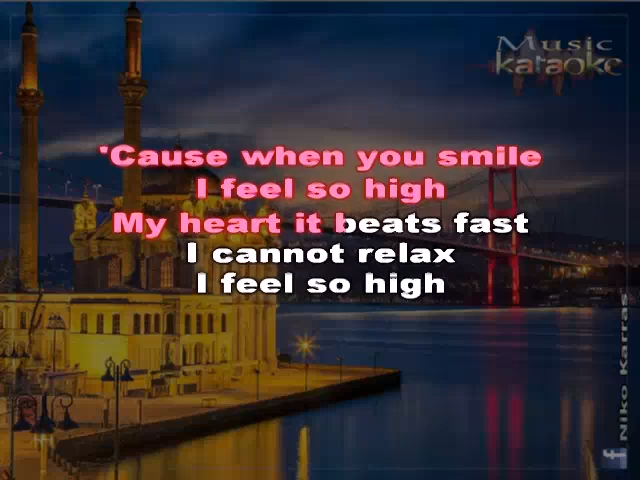 Music
karaoke
'Cause when you smile
I feel so high
My heart it beats fast
I cannot relax
I feel so high
Niko Karras
f